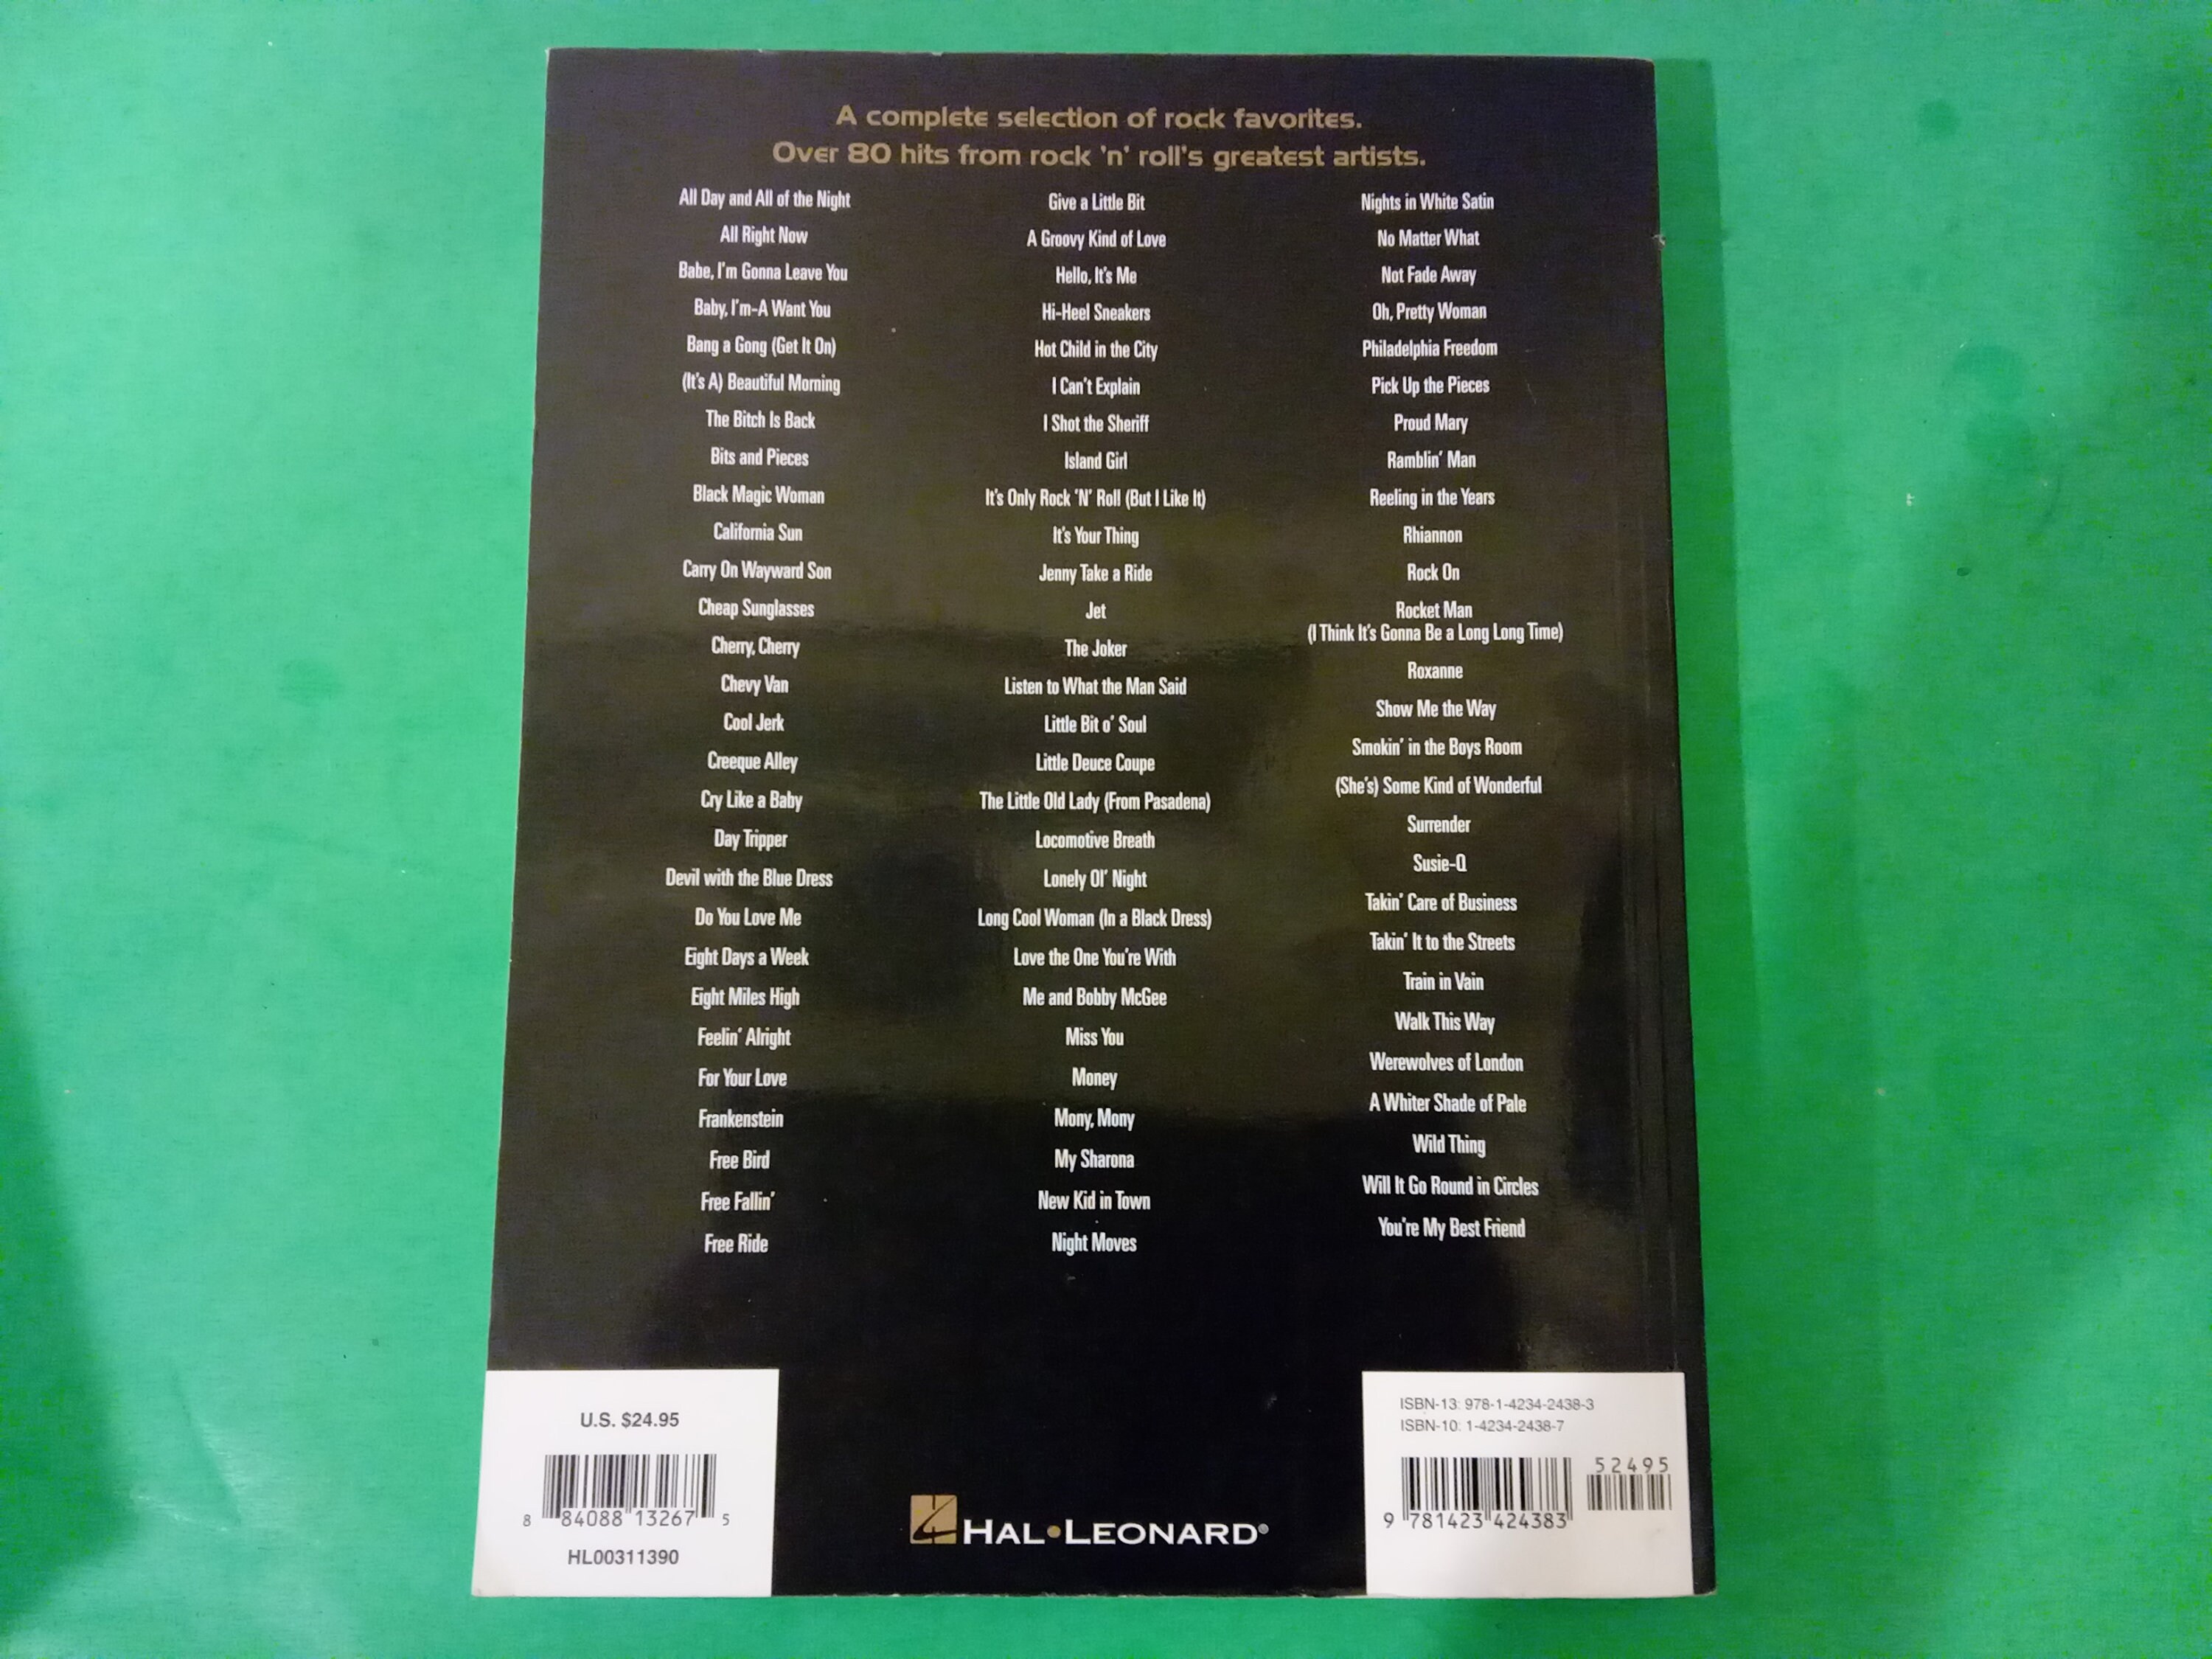 A complete selection of rock favorites.
Over 80 hits from rock 'n' roll's greatest artists.
All Day and All of the Night
All Right Now
Babe, I'm Gonna Leave You
Baby, I'm-A Want You
Bang a Gong (Get It On)
(It's A) Beautiful Morning
The Bitch Is Back
Bits and Pieces
Black Magic Woman
California Sun
Carry On Wayward Son
Cheap Sunglasses
Cherry, Cherry
Chevy Van
Cool Jerk
Creeque Alley
Cry Like a Baby
Day Tripper
Devil with the Blue Dress
Do You Love Me
Eight Days a Week
Eight Miles High
Feelin' Alright
For Your Love
Frankenstein
Free Bird
Free Fallin'
Free Ride
Give a Little Bit
A Groovy Kind of Love
Hello, It's Me
Hi-Heel Sneakers
Hot Child in the City
I Can't Explain
I Shot the Sheriff
Island Girl
It's Only Rock 'N' Roll (But I Like It)
It's Your Thing
Jenny Take a Ride
Jet
The Joker
Listen to What the Man Said
Little Bit o' Soul
Little Deuce Coupe
The Little Old Lady (From Pasadena)
Locomotive Breath
Lonely Ol' Night
Long Cool Woman (In a Black Dress)
Love the One You're With
Me and Bobby McGee
Miss You
Money
Mony, Mony
My Sharona
New Kid in Town
Night Moves
Nights in White Satin
No Matter What
Not Fade Away
Oh, Pretty Woman
Philadelphia Freedom
Pick Up the Pieces
Proud Mary
Ramblin' Man
Reeling in the Years
Rhiannon
Rock On
Rocket Man
(I Think It's Gonna Be a Long Long Time)
Roxanne
Show Me the Way
Smokin' in the Boys Room
(She's) Some Kind of Wonderful
Surrender
Susie-Q
Takin' Care of Business
Takin' It to the Streets
Train in Vain
Walk This Way
Werewolves of London
A Whiter Shade of Pale
Wild Thing
Will It Go Round in Circles
You're My Best Friend
U.S. $24.95
8 84088 13267 5
HL00311390
HAL•LEONARD®
ISBN-13: 978-1-4234-2438-3
ISBN-10: 1-4234-2438-7
52495
9 781423 424383